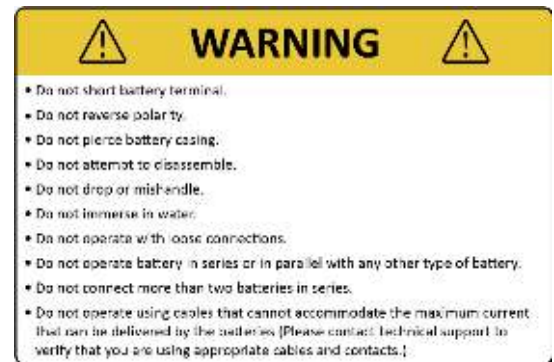 WARNING
• Do not short battery terminal.
• Do not reverse polarity.
• Do not pierce battery casing.
• Do not attempt to disassemble.
• Do not drop or mishandle.
• Do not immerse in water.
• Do not operate with loose connections.
• Do not operate battery in series or in parallel with any other type of battery.
• Do not connect more than two batteries in series.
• Do not operate using cables that cannot accommodate the maximum current
that can be delivered by the batteries (Please contact technical support to
verify that you are using appropriate cables and contacts.)